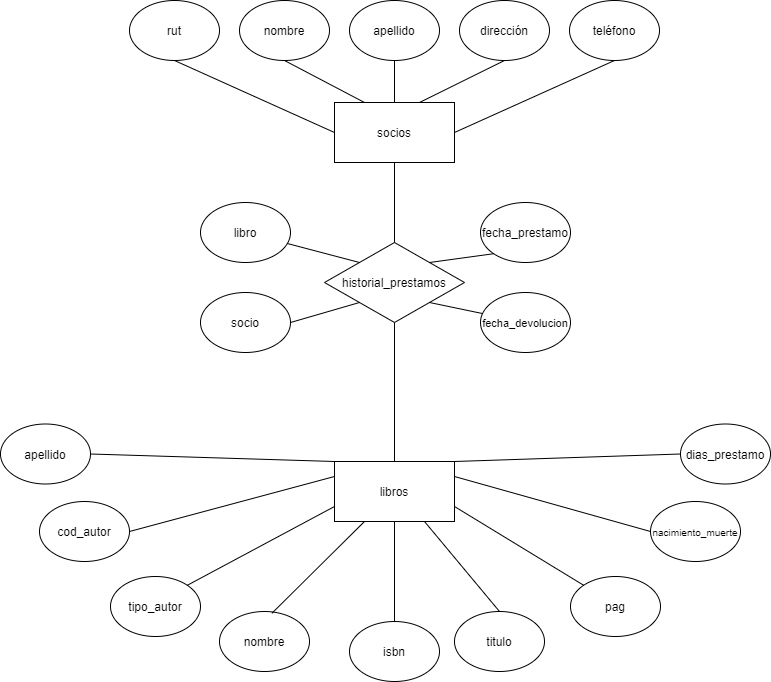 rut
nombre
apellido
dirección
teléfono
socios
libro
fecha_prestamo
historial_prestamos
socio
fecha_devolucion
apellido
dias_prestamo
libros
cod_autor
nacimiento_muerte
tipo_autor
pag
nombre
isbn
titulo